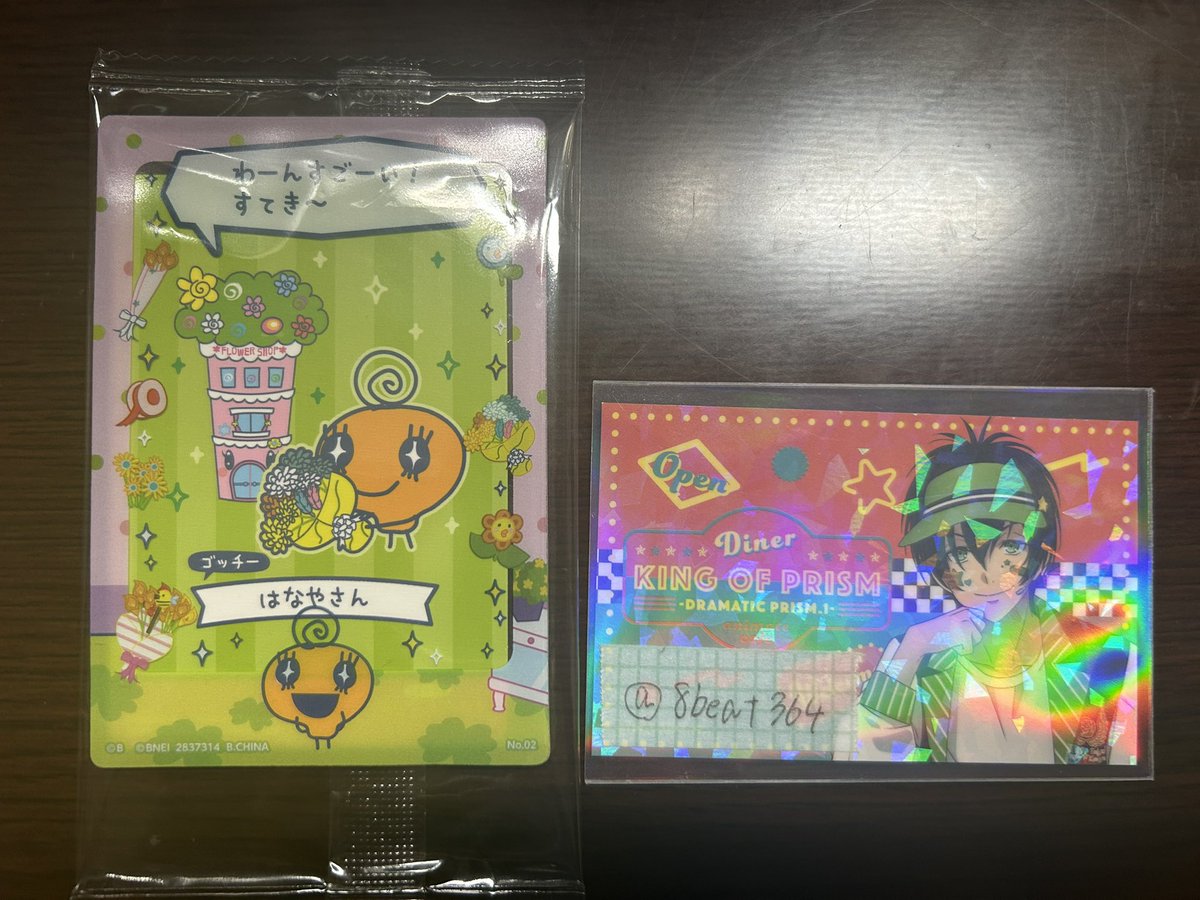 わーんすごーい!
すてき～
*FLOWER SHOP*
ゴッチー
はなやさん
©B ©BNEI 2837314 B.CHINA
No.02
Open
Diner
KING OF PRISM
-DRAMATIC PRISM.1-
@8beat364